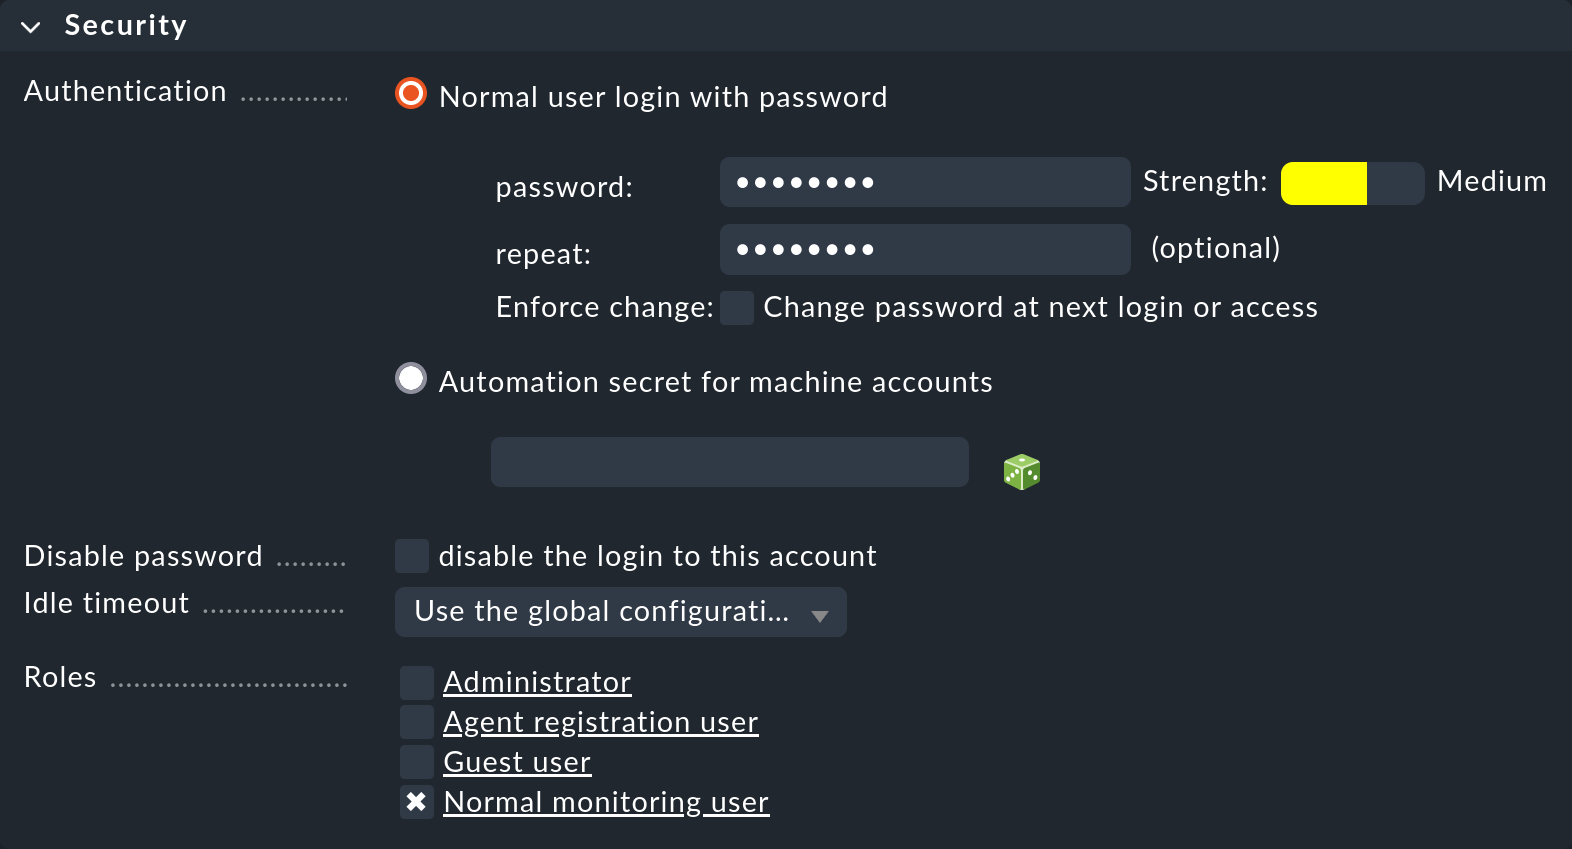 Security
Authentication
Normal user login with password
password: •••••••• Strength: Medium
repeat: •••••••• (optional)
Enforce change: Change password at next login or access
Automation secret for machine accounts
Disable password disable the login to this account
Idle timeout Use the global configurati...
Roles Administrator
Agent registration user
Guest user
Normal monitoring user